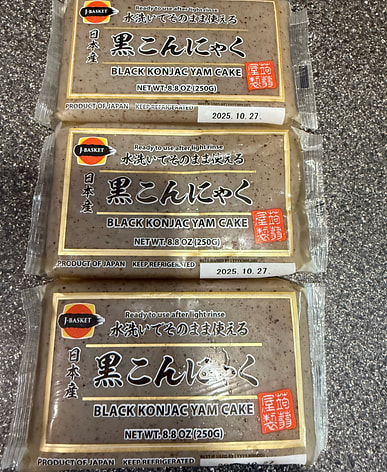 J-BASKET
Ready to use after light rinse
水洗いでそのまま使える
日本産
黒こんにゃく
BLACK KONJAC YAM CAKE
NET WT. 8.8 OZ (250G)
PRODUCT OF JAPAN KEEP REFRIGERATED
2025. 10. 27.
J-BASKET
Ready to use after light rinse
水洗いでそのまま使える
日本産
黒こんにゃく
BLACK KONJAC YAM CAKE
NET WT. 8.8 OZ (250G)
PRODUCT OF JAPAN KEEP REFRIGERATED
2025. 10. 27.
J-BASKET
Ready to use after light rinse
水洗いでそのまま使える
日本産
黒こんにゃく
BLACK KONJAC YAM CAKE
NET WT. 8.8 OZ (250G)
PRODUCT OF JAPAN KEEP REFRIGERATED